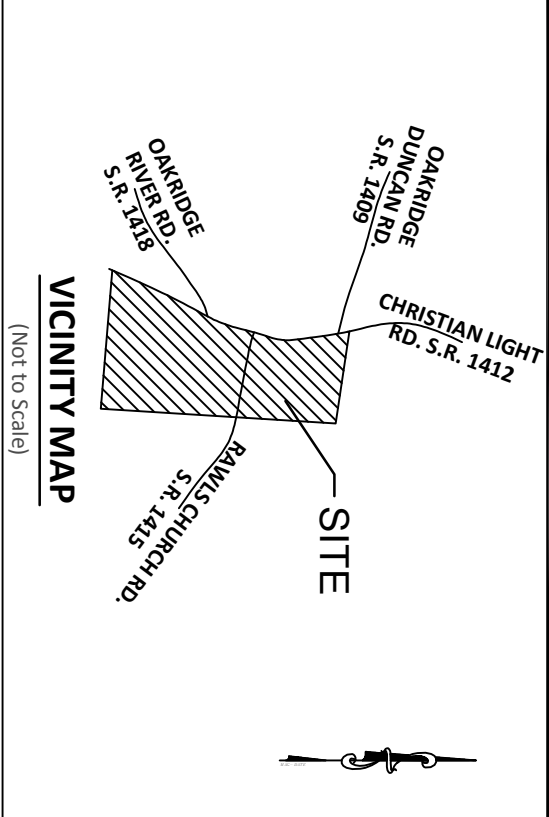 OAKRIDGE
DUNCAN RD.
S.R. 1409
CHRISTIAN LIGHT
RD. S.R. 1412
OAKRIDGE
RIVER RD.
S.R. 1418
SITE
RAWLS CHURCH RD.
S.R. 1415
VICINITY MAP
(Not to Scale)